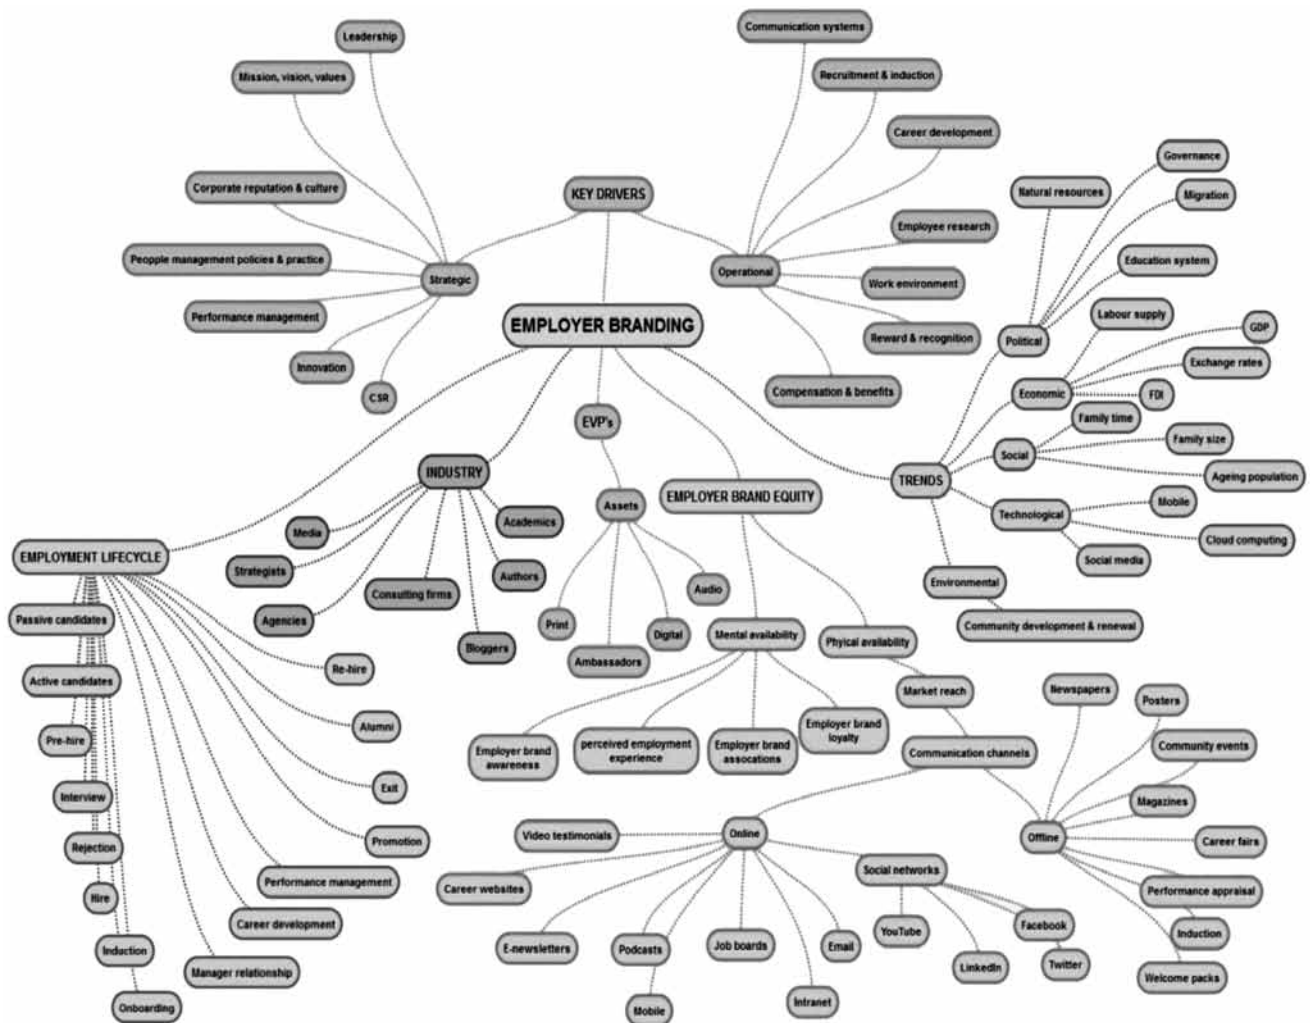 Leadership
Communication systems
Mission, vision, values
Recruitment & induction
Career development
Corporate reputation & culture
KEY DRIVERS
Employee research
Peopple management policies & practice
Strategic
Operational
Work environment
Performance management
Reward & recognition
Innovation
CSR
Compensation & benefits
EMPLOYER BRANDING
Governance
Natural resources
Migration
Education system
Political
Labour supply
GDP
Exchange rates
Economic
FDI
Family time
Social
Family size
Ageing population
TRENDS
Technological
Mobile
Cloud computing
Social media
Environmental
Community development & renewal
EVP's
Assets
Print
Ambassadors
Digital
Audio
INDUSTRY
Media
Strategists
Agencies
Consulting firms
Bloggers
Authors
Academics
EMPLOYER BRAND EQUITY
Mental availability
Employer brand
awareness
perceived employment
experience
Employer brand
assocations
Employer brand
loyalty
Phyical availability
Market reach
Communication channels
Newspapers
Posters
Community events
Magazines
Offline
Career fairs
Performance appraisal
Induction
Welcome packs
Online
Video testimonials
Career websites
E-newsletters
Podcasts
Mobile
Job boards
Intranet
Email
Social networks
YouTube
LinkedIn
Facebook
Twitter
EMPLOYMENT LIFECYCLE
Passive candidates
Active candidates
Pre-hire
Interview
Rejection
Hire
Induction
Onboarding
Manager relationship
Career development
Performance management
Promotion
Exit
Alumni
Re-hire